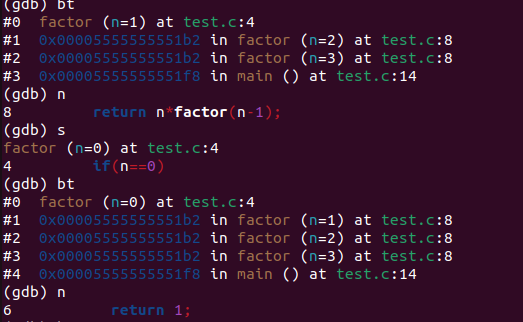 (gdb) bt
#0  factor (n=1) at test.c:4
#1  0x00005555555551b2 in factor (n=2) at test.c:8
#2  0x00005555555551b2 in factor (n=3) at test.c:8
#3  0x00005555555551f8 in main () at test.c:14
(gdb) n
8         return n*factor(n-1);
(gdb) s
factor (n=0) at test.c:4
4         if(n==0)
(gdb) bt
#0  factor (n=0) at test.c:4
#1  0x00005555555551b2 in factor (n=1) at test.c:8
#2  0x00005555555551b2 in factor (n=2) at test.c:8
#3  0x00005555555551b2 in factor (n=3) at test.c:8
#4  0x00005555555551f8 in main () at test.c:14
(gdb) n
6           return 1;